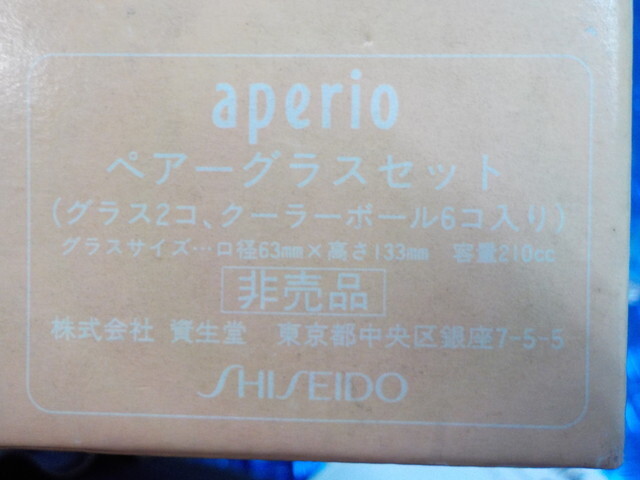 aperio
ペアーグラスセット
(グラス2コ、クーラーボール6コ入り)
グラスサイズ…口径63mm×高さ133mm 容量210cc
非売品
株式会社 資生堂 東京都中央区銀座7-5-5
SHISEIDO